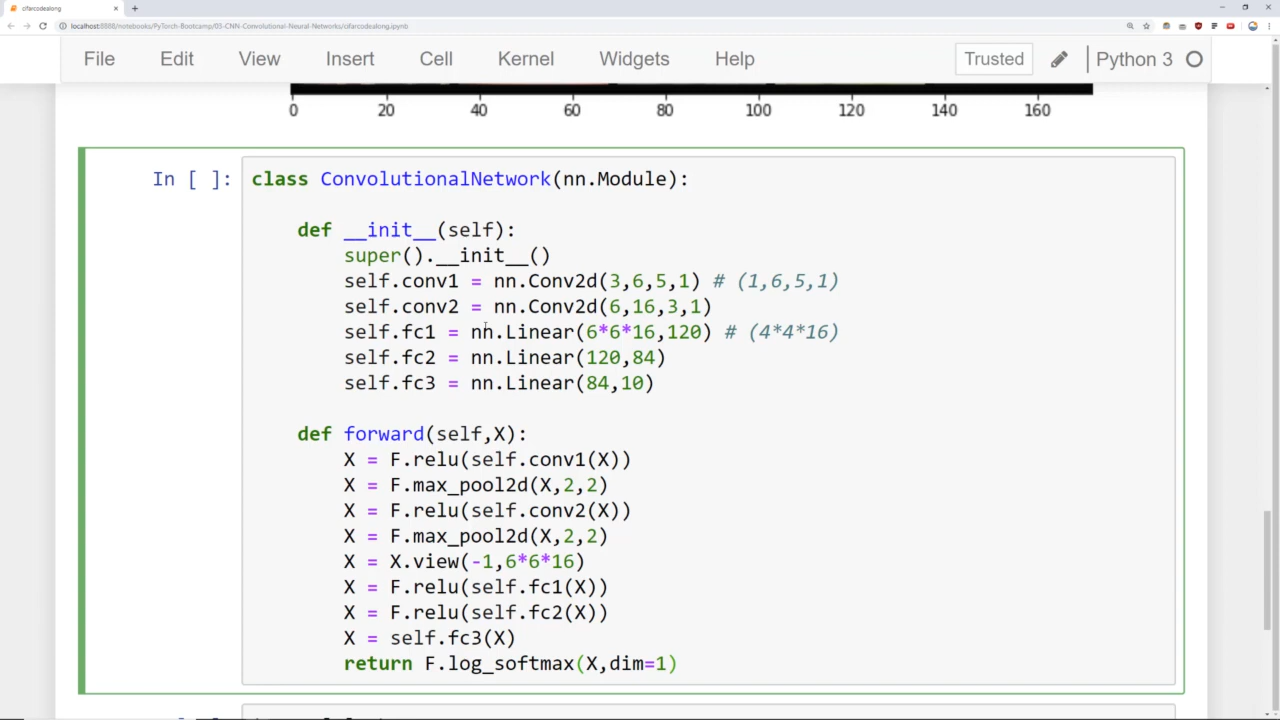 cifarcodealong
localhost:8888/notebooks/PyTorch-Bootcamp/03-CNN-Convolutional-Neural-Networks/cifarcodealong.ipynb
File Edit View Insert Cell Kernel Widgets Help Trusted Python 3
0 20 40 60 80 100 120 140 160
In [ ]: class ConvolutionalNetwork(nn.Module):
def __init__(self):
super().__init__()
self.conv1 = nn.Conv2d(3,6,5,1) # (1,6,5,1)
self.conv2 = nn.Conv2d(6,16,3,1)
self.fc1 = nn.Linear(6*6*16,120) # (4*4*16)
self.fc2 = nn.Linear(120,84)
self.fc3 = nn.Linear(84,10)
def forward(self,X):
X = F.relu(self.conv1(X))
X = F.max_pool2d(X,2,2)
X = F.relu(self.conv2(X))
X = F.max_pool2d(X,2,2)
X = X.view(-1,6*6*16)
X = F.relu(self.fc1(X))
X = F.relu(self.fc2(X))
X = self.fc3(X)
return F.log_softmax(X,dim=1)